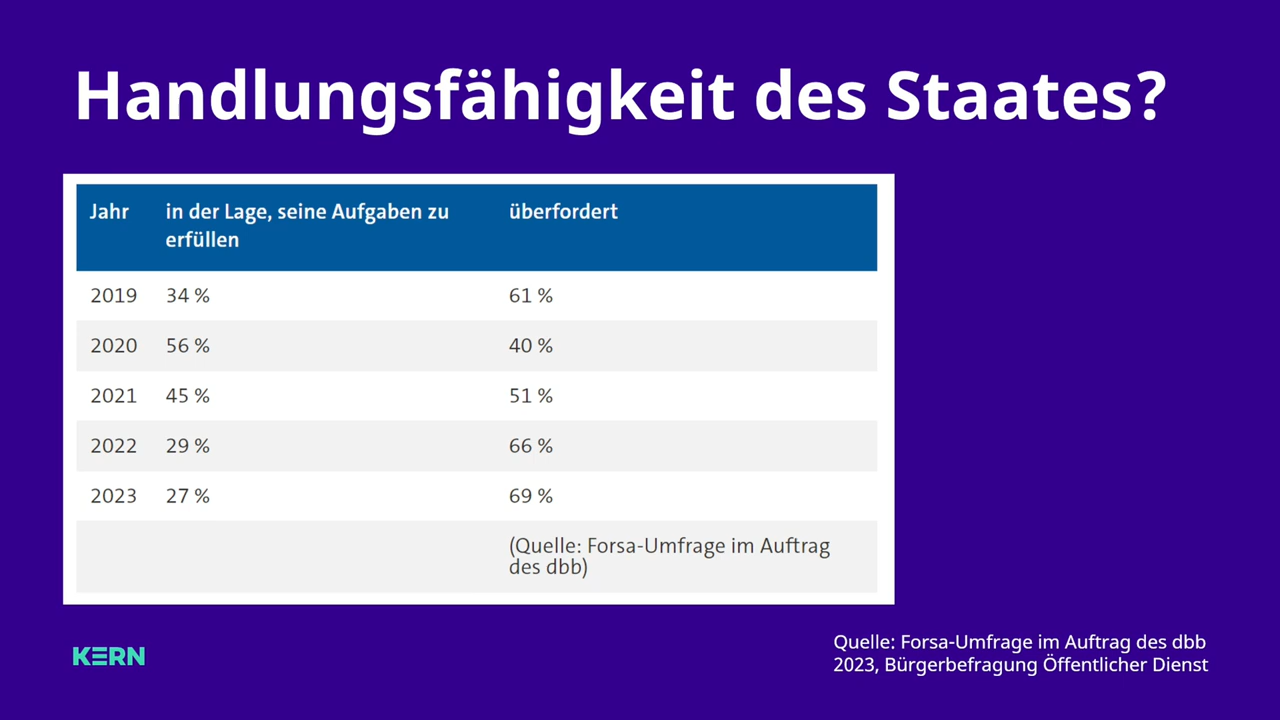 Handlungsfähigkeit des Staates?
Jahr in der Lage, seine Aufgaben zu erfüllen überfordert
2019 34 % 61 %
2020 56 % 40 %
2021 45 % 51 %
2022 29 % 66 %
2023 27 % 69 %
(Quelle: Forsa-Umfrage im Auftrag
des dbb)
KERN
Quelle: Forsa-Umfrage im Auftrag des dbb
2023, Bürgerbefragung Öffentlicher Dienst